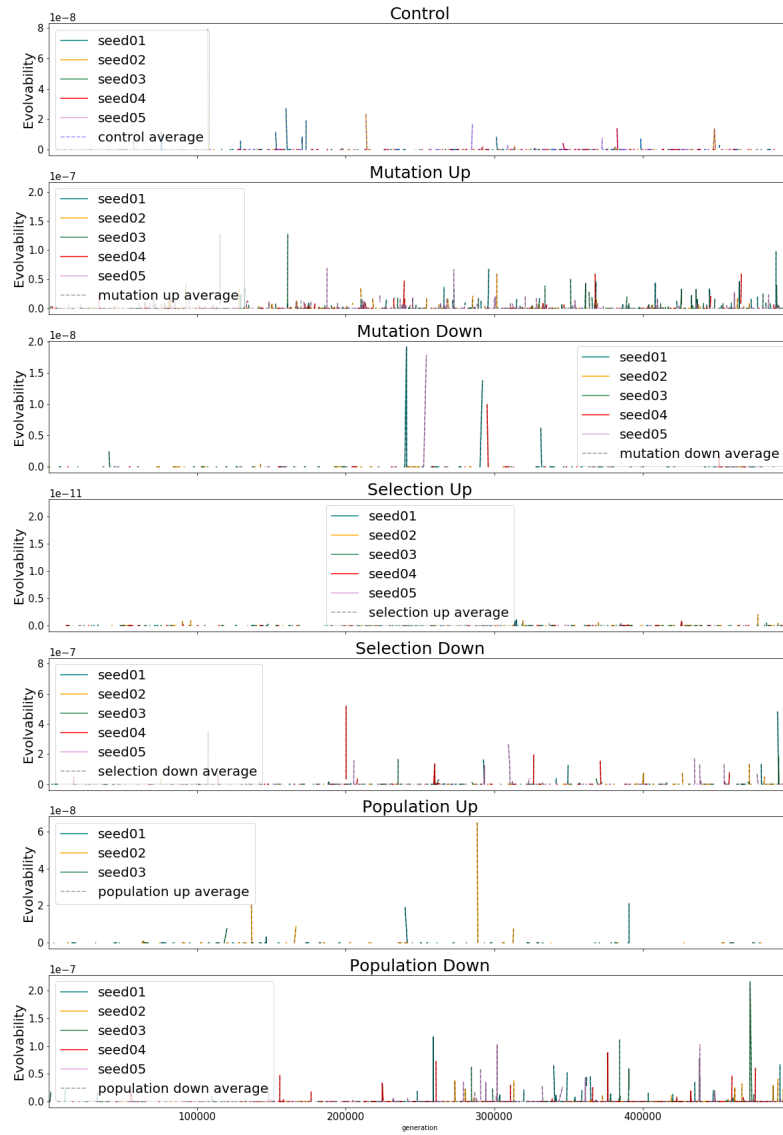 Control
1e−8
8
6
4
2
0
Evolvability
seed01
seed02
seed03
seed04
seed05
control average
Mutation Up
1e−7
2.0
1.5
1.0
0.5
0.0
Evolvability
seed01
seed02
seed03
seed04
seed05
mutation up average
Mutation Down
1e−8
2.0
1.5
1.0
0.5
0.0
Evolvability
seed01
seed02
seed03
seed04
seed05
mutation down average
Selection Up
1e−11
2.0
1.5
1.0
0.5
0.0
Evolvability
seed01
seed02
seed03
seed04
seed05
selection up average
Selection Down
1e−7
8
6
4
2
0
Evolvability
seed01
seed02
seed03
seed04
seed05
selection down average
Population Up
1e−8
6
4
2
0
Evolvability
seed01
seed02
seed03
population up average
Population Down
1e−7
2.0
1.5
1.0
0.5
0.0
Evolvability
seed01
seed02
seed03
seed04
seed05
population down average
100000 200000 300000 400000
generation